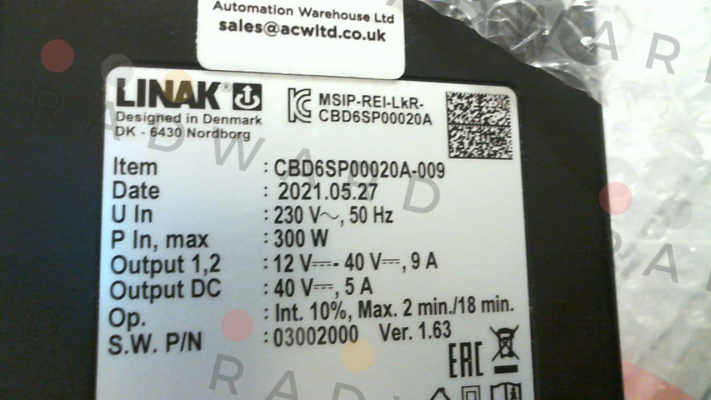 Automation Warehouse Ltd
sales@acwltd.co.uk
LINAK
Designed in Denmark
DK - 6430 Nordborg
MSIP-REI-LkR-
CBD6SP00020A
Item : CBD6SP00020A-009
Date : 2021.05.27
U In : 230 V~, 50 Hz
P In, max : 300 W
Output 1,2 : 12 V⎓- 40 V⎓, 9 A
Output DC : 40 V⎓, 5 A
Op. : Int. 10%, Max. 2 min./18 min.
S.W. P/N : 03002000 Ver. 1.63
EAC
RADWARD
RADWARD